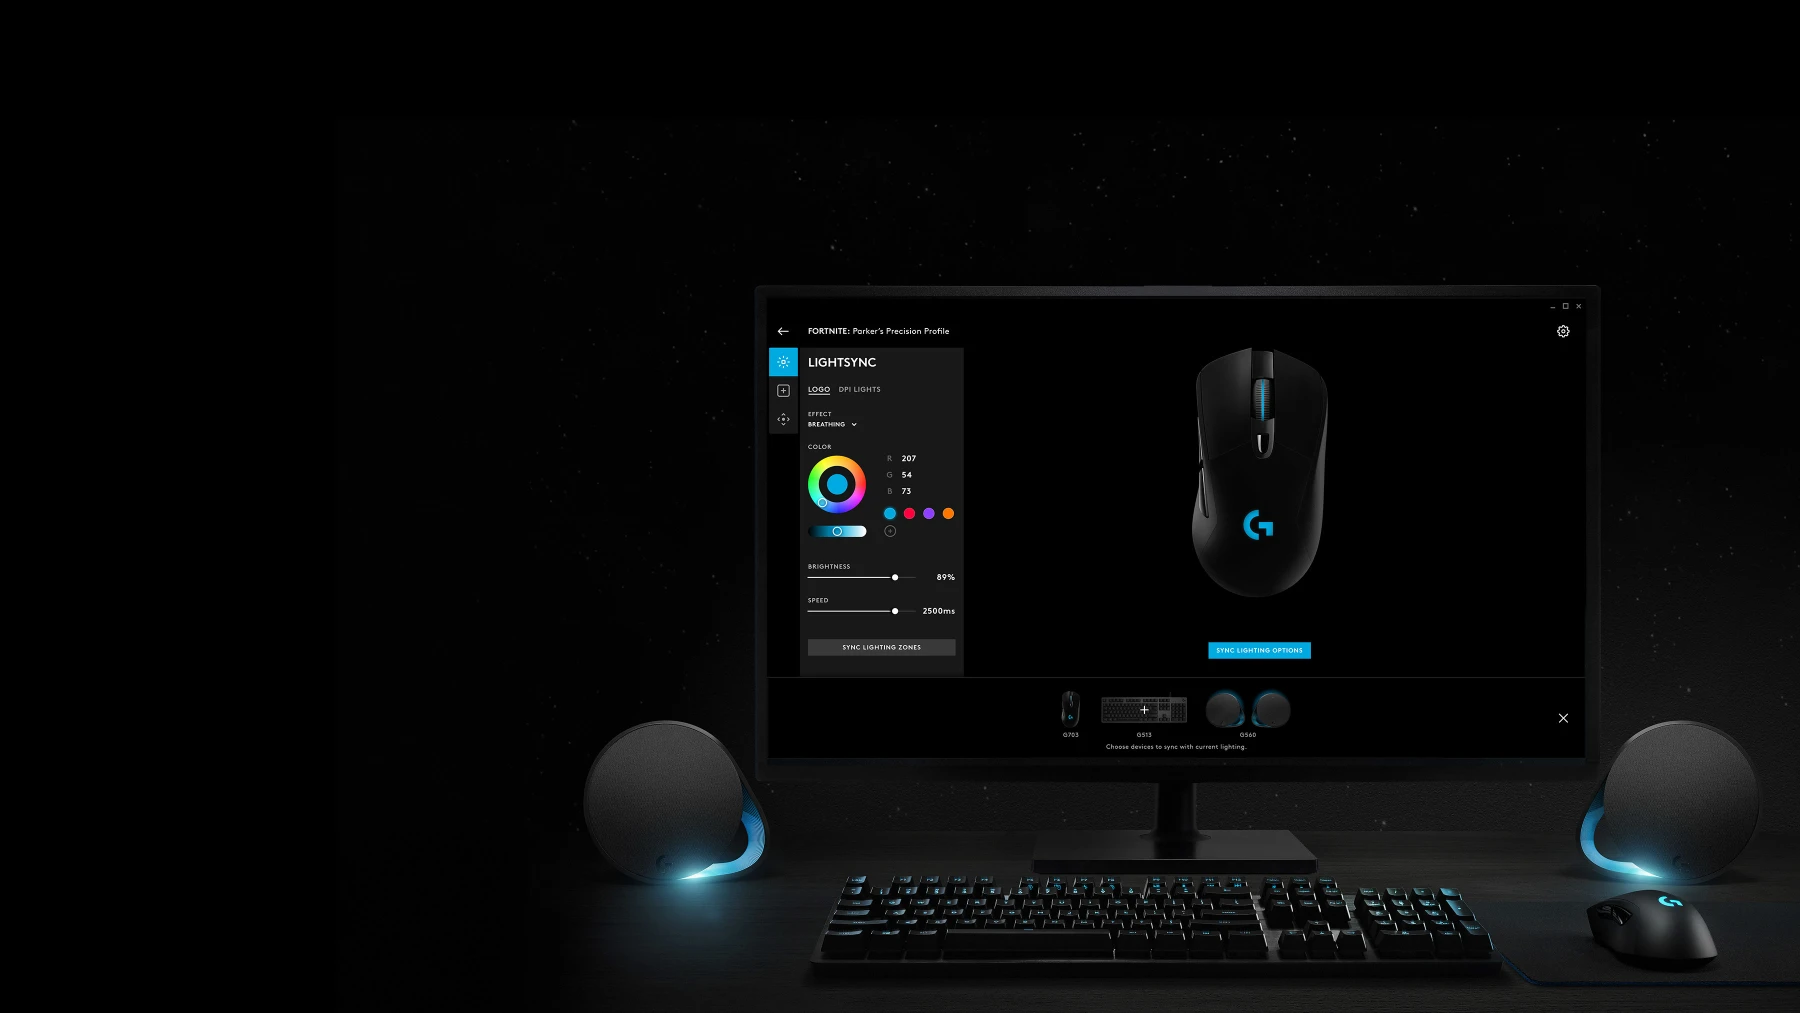 FORTNITE: Parker's Precision Profile
LIGHTSYNC
LOGO DPI LIGHTS
EFFECT
BREATHING
COLOR
R 207
G 54
B 73
BRIGHTNESS
89%
SPEED
2500ms
SYNC LIGHTING ZONES
SYNC LIGHTING OPTIONS
G703 G513 G560
Choose devices to sync with current lighting.